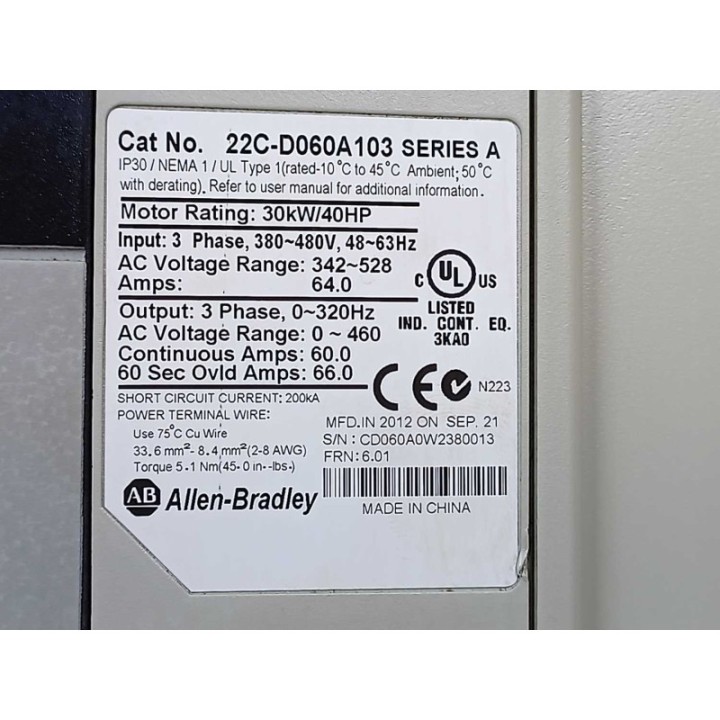 Cat No. 22C-D060A103 SERIES A
IP30 / NEMA 1 / UL Type 1(rated-10°C to 45°C Ambient; 50°C
with derating). Refer to user manual for additional information.
Motor Rating: 30kW/40HP
Input: 3 Phase, 380~480V, 48~63Hz
AC Voltage Range: 342~528
Amps: 64.0
Output: 3 Phase, 0~320Hz
AC Voltage Range: 0 ~ 460
Continuous Amps: 60.0
60 Sec Ovld Amps: 66.0
C UL US
LISTED
IND. CONT. EQ.
3KA0
CE N223
SHORT CIRCUIT CURRENT: 200kA
POWER TERMINAL WIRE:
Use 75°C Cu Wire
33.6 mm²- 8.4 mm²(2-8 AWG)
Torque 5.1 Nm(45.0 in.-lbs.)
MFD.IN 2012 ON SEP. 21
S/N : CD060A0W2380013
FRN: 6.01
AB Allen-Bradley
MADE IN CHINA